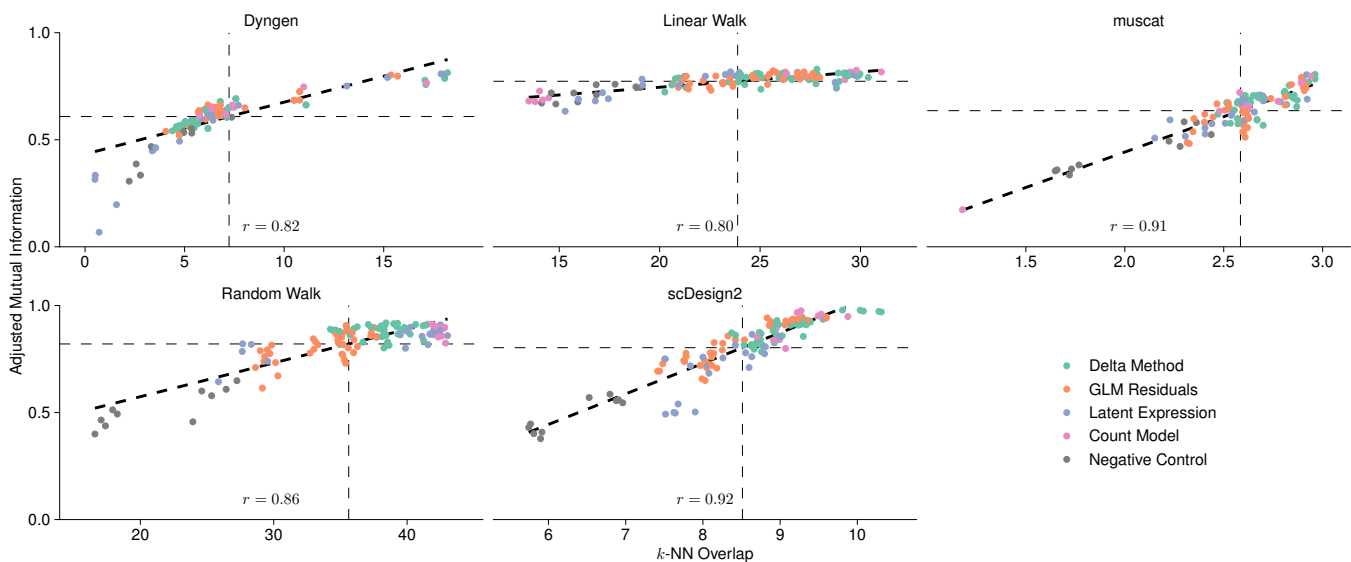 Dyngen
Linear Walk
muscat
1.0
0.5
0.0
r = 0.82
r = 0.80
r = 0.91
0 5 10 15
15 20 25 30
1.5 2.0 2.5 3.0
Adjusted Mutual Information
Random Walk
scDesign2
1.0
0.5
0.0
r = 0.86
r = 0.92
20 30 40
6 7 8 9 10
k-NN Overlap
Delta Method
GLM Residuals
Latent Expression
Count Model
Negative Control